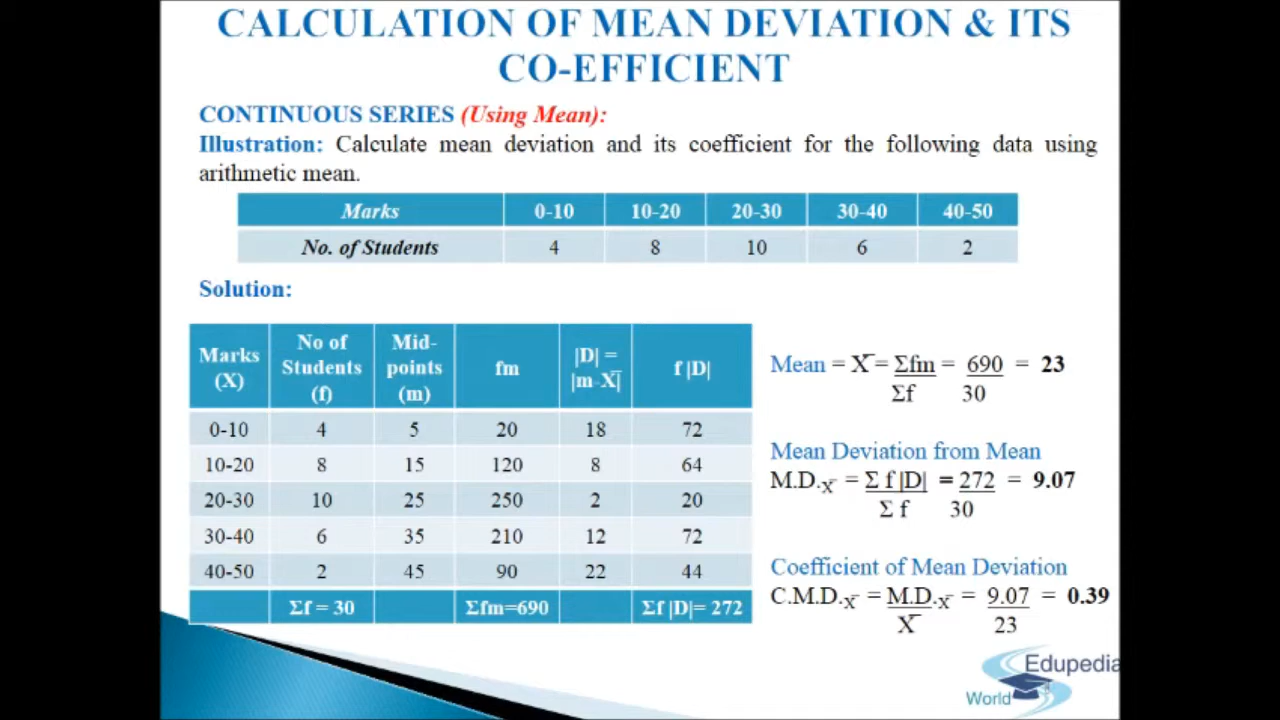 CALCULATION OF MEAN DEVIATION & ITS
CO-EFFICIENT
CONTINUOUS SERIES (Using Mean):
Illustration: Calculate mean deviation and its coefficient for the following data using
arithmetic mean.
Marks 0-10 10-20 20-30 30-40 40-50
No. of Students 4 8 10 6 2
Solution:
Marks (X) No of Students (f) Mid-points (m) fm |D| = |m-X̅| f |D|
0-10 4 5 20 18 72
10-20 8 15 120 8 64
20-30 10 25 250 2 20
30-40 6 35 210 12 72
40-50 2 45 90 22 44
Σf = 30 Σfm=690 Σf |D|= 272
Mean = X̅ = Σfm = 690 = 23
Σf 30
Mean Deviation from Mean
M.D.X̅ = Σ f |D| = 272 = 9.07
Σ f 30
Coefficient of Mean Deviation
C.M.D.X̅ = M.D.X̅ = 9.07 = 0.39
X̅ 23
Edupedia
World